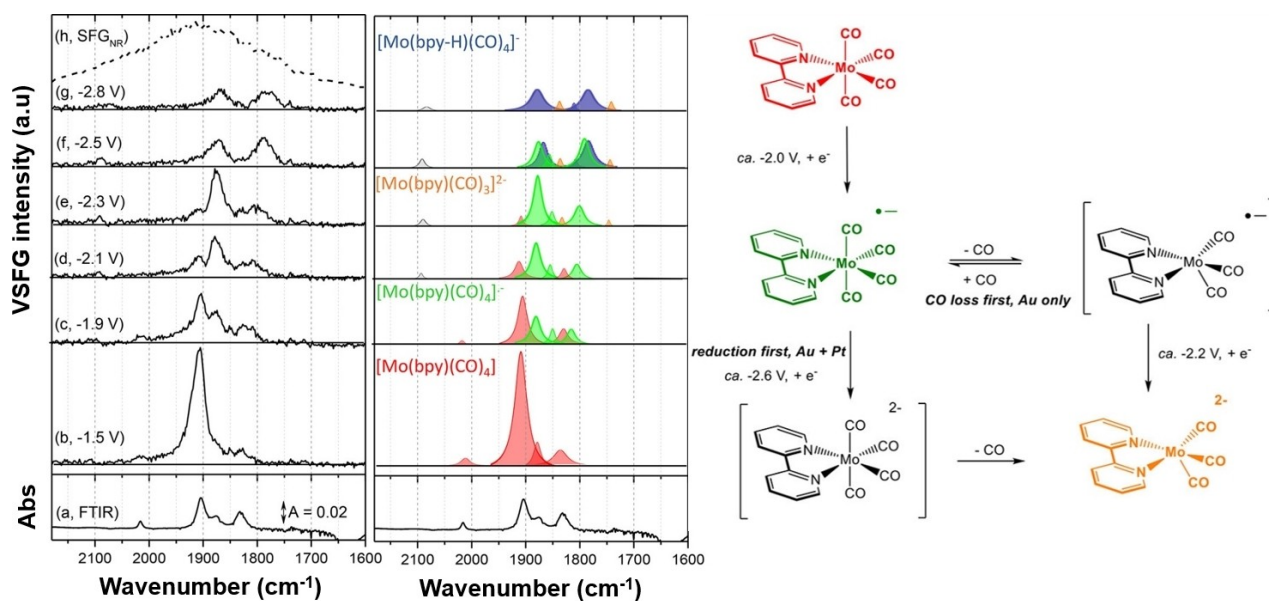 VSFG intensity (a.u)
Abs
(h, SFG_NR)
(g, -2.8 V)
(f, -2.5 V)
(e, -2.3 V)
(d, -2.1 V)
(c, -1.9 V)
(b, -1.5 V)
(a, FTIR)
A = 0.02
2100 2000 1900 1800 1700 1600
Wavenumber (cm⁻¹)
[Mo(bpy-H)(CO)₄]⁻
[Mo(bpy)(CO)₃]²⁻
[Mo(bpy)(CO)₄]·⁻
[Mo(bpy)(CO)₄]
2100 2000 1900 1800 1700 1600
Wavenumber (cm⁻¹)
CO
N Mo CO
N CO
CO
ca. -2.0 V, + e⁻
•—
CO
N Mo CO
N CO
CO
- CO
+ CO
CO loss first, Au only
•—
CO
N Mo CO
N CO
reduction first, Au + Pt
ca. -2.6 V, + e⁻
ca. -2.2 V, + e⁻
2-
CO
N Mo CO
N CO
CO
- CO
2-
CO
N Mo CO
N CO